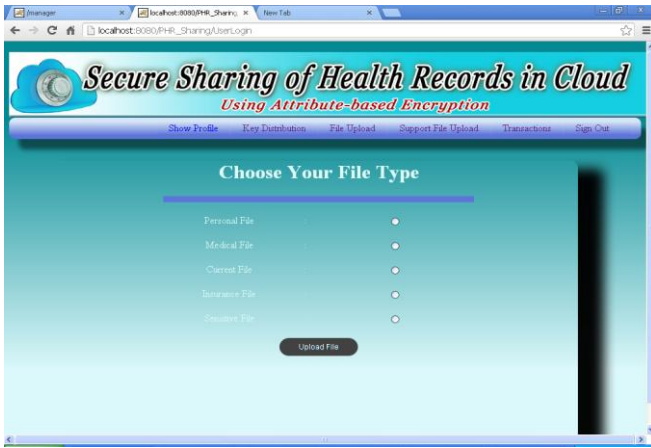 /manager
localhost:8080/PHR_Sharing
New Tab
localhost:8080/PHR_Sharing/UserLogin
Secure Sharing of Health Records in Cloud
Using Attribute-based Encryption
Show Profile Key Distribution File Upload Support File Upload Transactions Sign Out
Choose Your File Type
Personal File :
Medical File :
Current File :
Insurance File :
Sensitive File :
Upload File